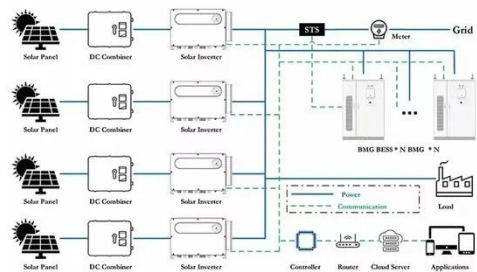 STS
Meter
Grid
Solar Panel
DC Combiner
Solar Inverter
Solar Panel
DC Combiner
Solar Inverter
BMG BESS * N BMG * N
Solar Panel
DC Combiner
Solar Inverter
Power
Communication
Load
Solar Panel
DC Combiner
Solar Inverter
Controller
Router
Cloud Server
Applications